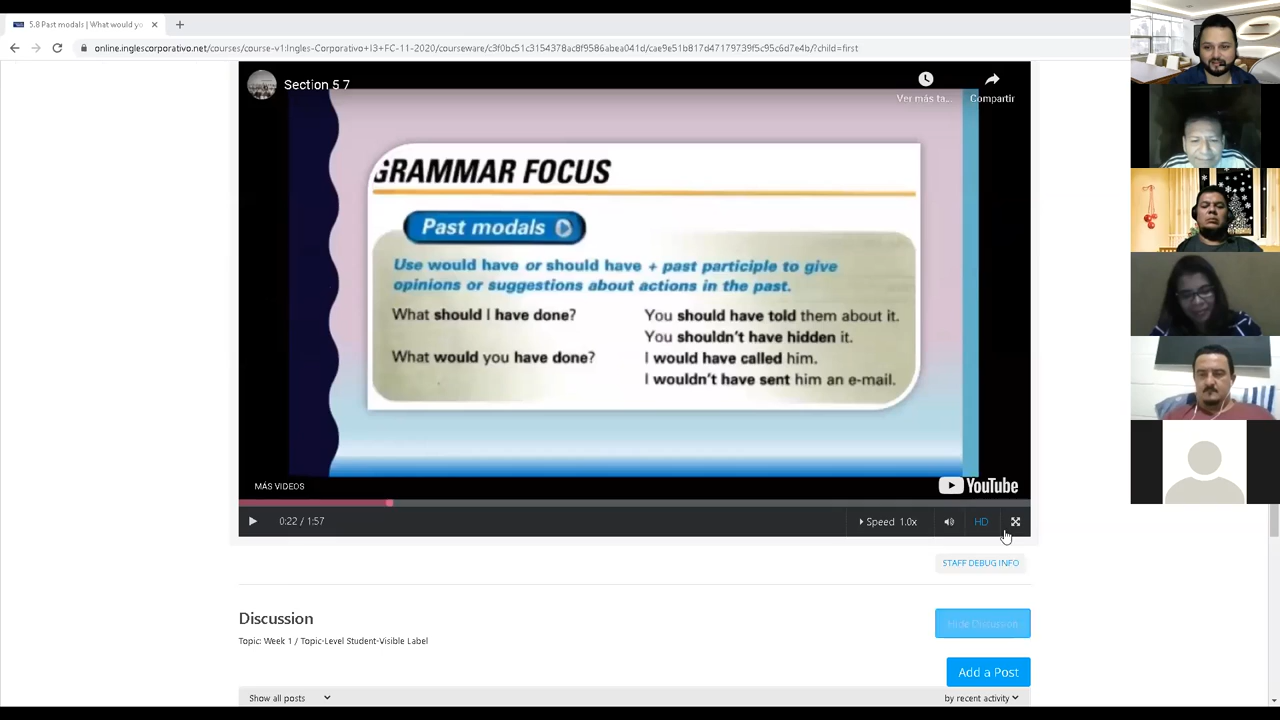 5.8 Past modals | What would yo
online.inglescorporativo.net/courses/course-v1:Ingles-Corporativo+I3+FC-11-2020/courseware/c3f0bc51c3154378ac8f9586abea041d/cae9e51b817d47179739f5c95c6d7e4b/?child=first
Section 5 7
Ver más ta...
Compartir
GRAMMAR FOCUS
Past modals
Use would have or should have + past participle to give
opinions or suggestions about actions in the past.
What should I have done?
You should have told them about it.
You shouldn't have hidden it.
What would you have done?
I would have called him.
I wouldn't have sent him an e-mail.
MÁS VIDEOS
YouTube
0:22 / 1:57
Speed 1.0x
HD
STAFF DEBUG INFO
Discussion
Hide Discussion
Topic: Week 1 / Topic-Level Student-Visible Label
Add a Post
Show all posts
by recent activity